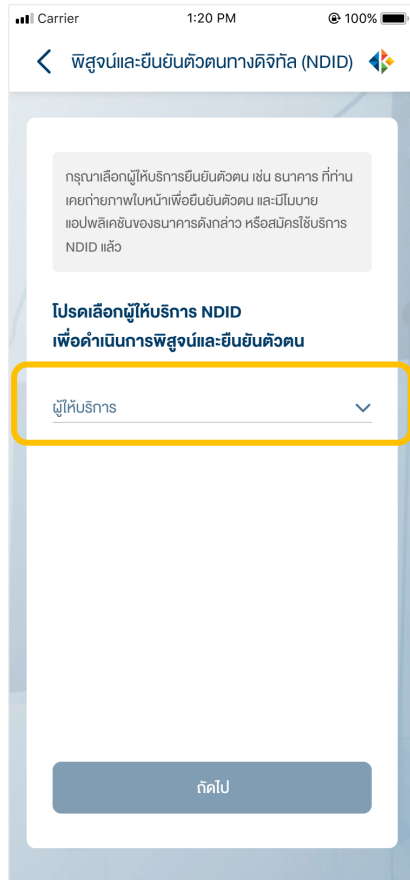 Carrier 1:20 PM 100%
พิสูจน์และยืนยันตัวตนทางดิจิทัล (NDID)
กรุณาเลือกผู้ให้บริการยืนยันตัวตน เช่น ธนาคาร ที่ท่าน
เคยถ่ายภาพใบหน้าเพื่อยืนยันตัวตน และมีโมบาย
แอปพลิเคชันของธนาคารดังกล่าว หรือสมัครใช้บริการ
NDID แล้ว
โปรดเลือกผู้ให้บริการ NDID
เพื่อดำเนินการพิสูจน์และยืนยันตัวตน
ผู้ให้บริการ
ถัดไป